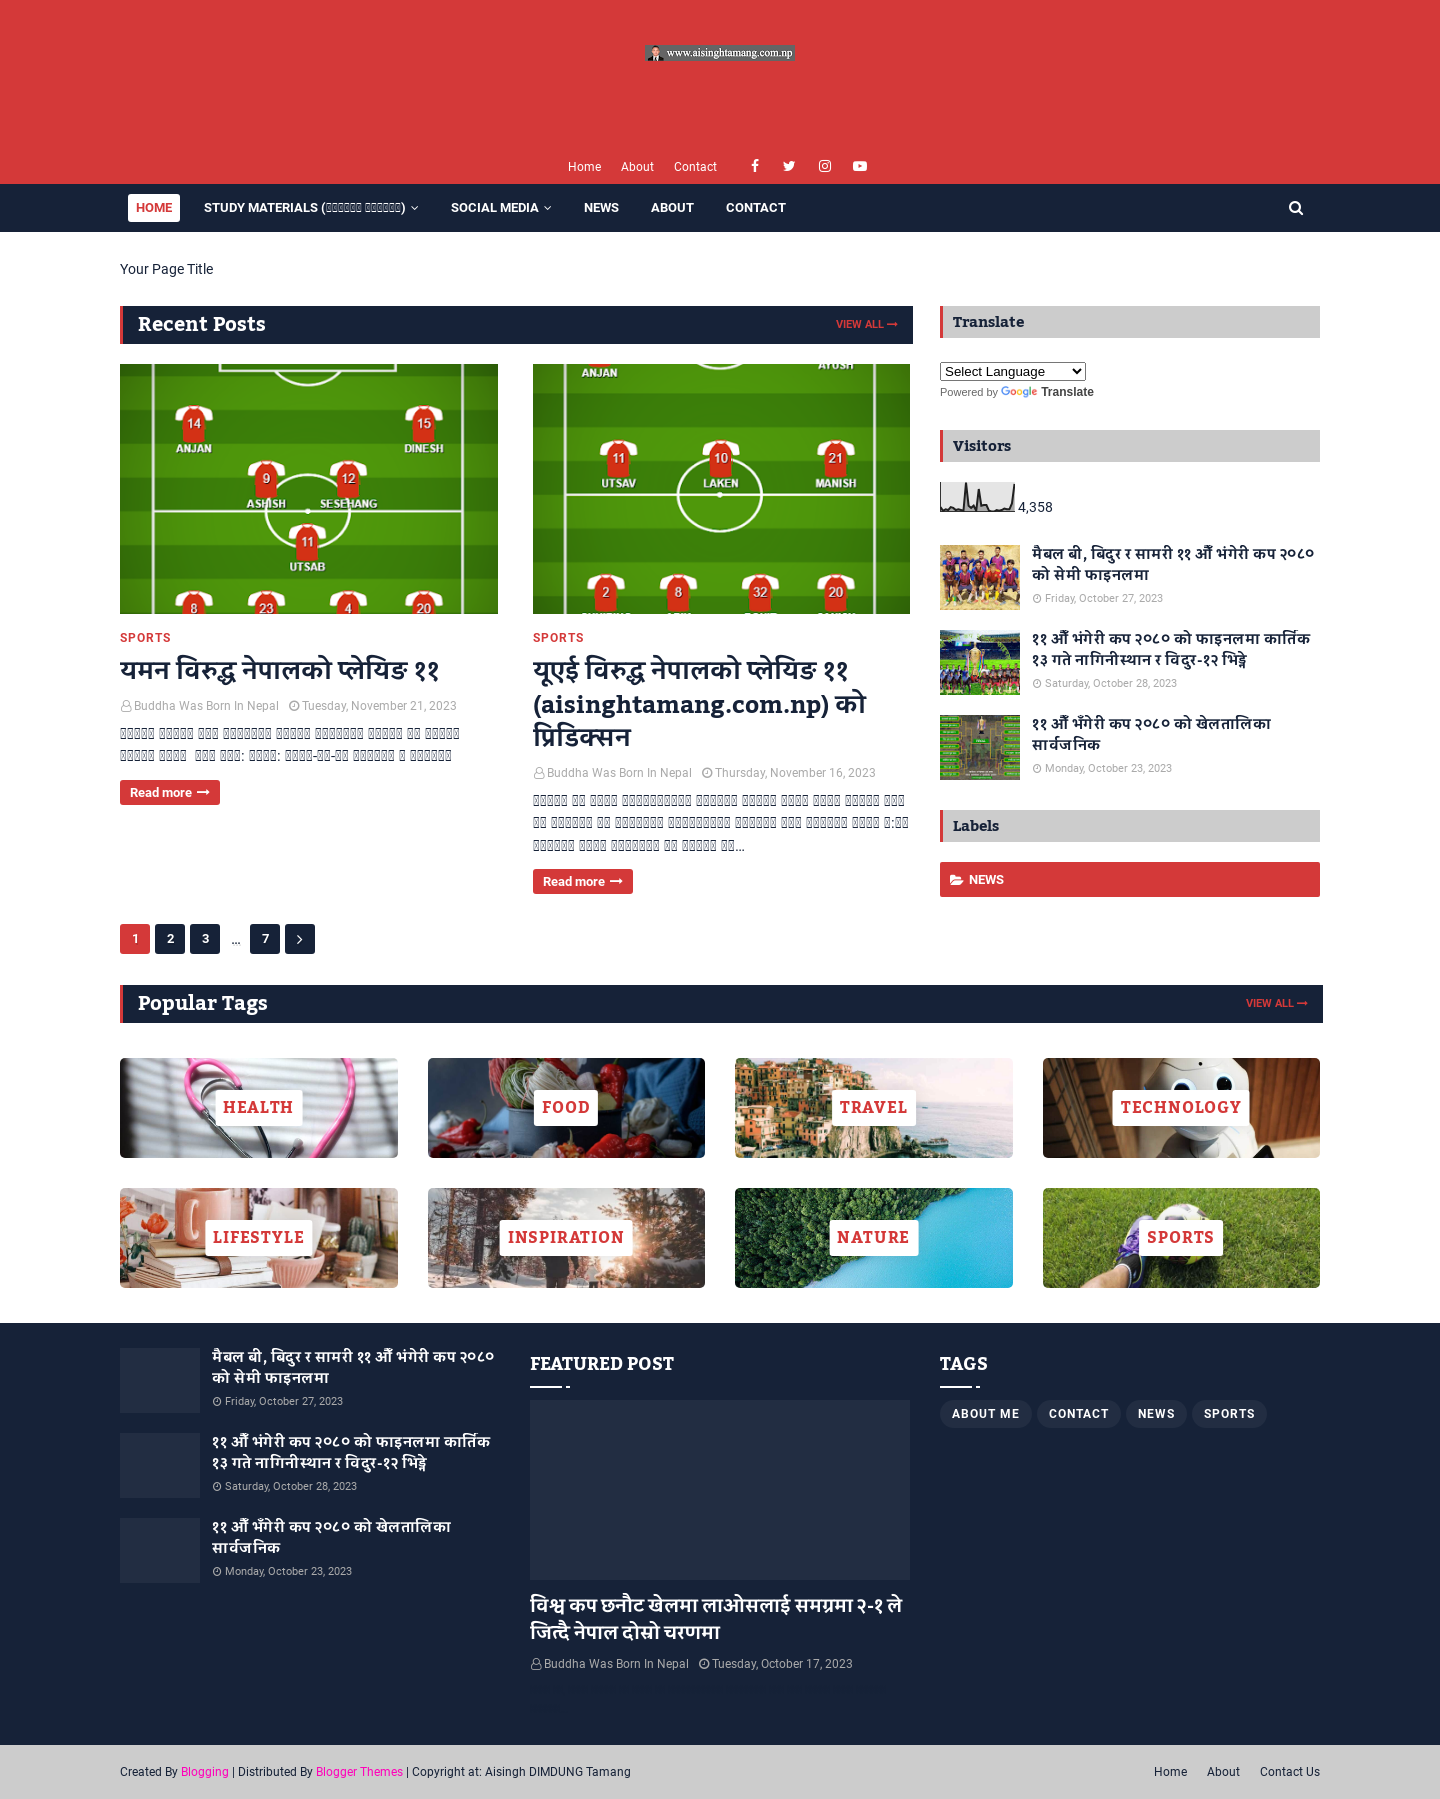 www.aisinghtamang.com.np
Home About Contact
HOME STUDY MATERIALS ( ) SOCIAL MEDIA NEWS ABOUT CONTACT
Your Page Title
Recent Posts
VIEW ALL
14
ANJAN
15
DINESH
9
ASHISH
12
SESEHANG
11
UTSAB
8 23 4 20
SPORTS
यमन विरुद्ध नेपालको प्लेयिङ ११
Buddha Was Born In Nepal Tuesday, November 21, 2023
Read more
ANJAN
AYUSH
11
UTSAV
10
LAKEN
21
MANISH
2 8 32 20
SPORTS
यूएई विरुद्ध नेपालको प्लेयिङ ११
(aisinghtamang.com.np) को
प्रिडिक्सन
Buddha Was Born In Nepal Thursday, November 16, 2023
Read more
1 2 3 ... 7
Translate
Select Language
Powered by Google Translate
Visitors
4,358
मैबल बी, बिदुर र सामरी ११ औँ भंगेरी कप २०८०
को सेमी फाइनलमा
Friday, October 27, 2023
११ औँ भंगेरी कप २०८० को फाइनलमा कार्तिक
१३ गते नागिनीस्थान र विदुर-१२ भिड्ने
Saturday, October 28, 2023
११ औँ भँगेरी कप २०८० को खेलतालिका
सार्वजनिक
Monday, October 23, 2023
Labels
NEWS
Popular Tags
VIEW ALL
HEALTH
FOOD
TRAVEL
TECHNOLOGY
LIFESTYLE
INSPIRATION
NATURE
SPORTS
मैबल बी, बिदुर र सामरी ११ औँ भंगेरी कप २०८०
को सेमी फाइनलमा
Friday, October 27, 2023
११ औँ भंगेरी कप २०८० को फाइनलमा कार्तिक
१३ गते नागिनीस्थान र विदुर-१२ भिड्ने
Saturday, October 28, 2023
११ औँ भँगेरी कप २०८० को खेलतालिका
सार्वजनिक
Monday, October 23, 2023
FEATURED POST
विश्व कप छनौट खेलमा लाओसलाई समग्रमा २-१ ले
जित्दै नेपाल दोस्रो चरणमा
Buddha Was Born In Nepal Tuesday, October 17, 2023
TAGS
ABOUT ME CONTACT NEWS SPORTS
Created By Blogging | Distributed By Blogger Themes | Copyright at: Aisingh DIMDUNG Tamang
Home About Contact Us